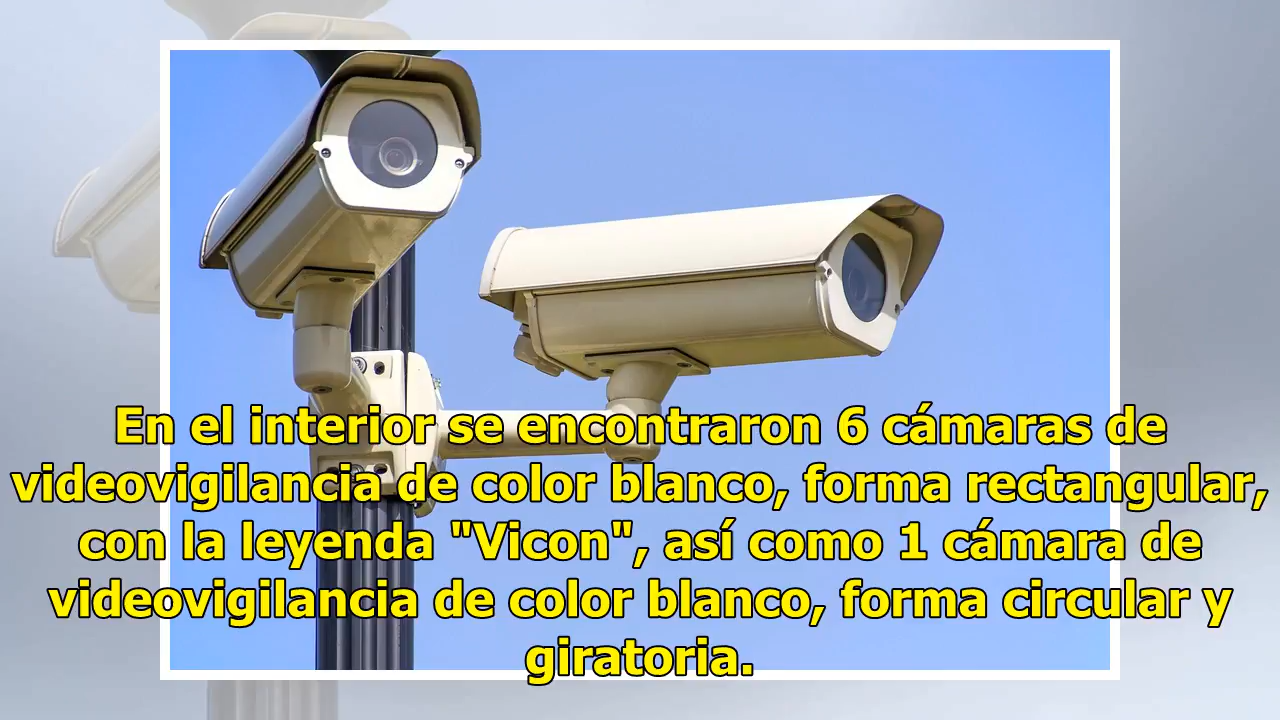 En el interior se encontraron 6 cámaras de
videovigilancia de color blanco, forma rectangular,
con la leyenda "Vicon", así como 1 cámara de
videovigilancia de color blanco, forma circular y
giratoria.